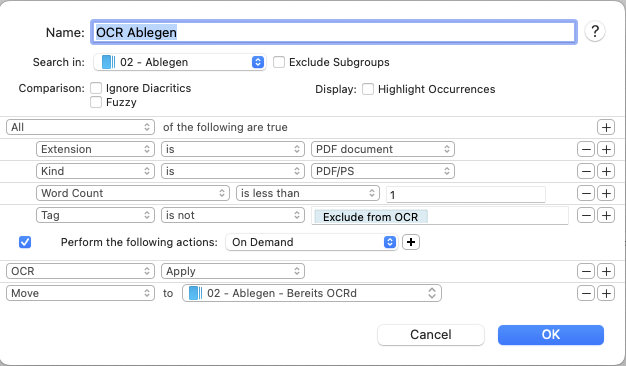 Name: OCR Ablegen ?
Search in: 02 - Ablegen Exclude Subgroups
Comparison: Ignore Diacritics Display: Highlight Occurrences
Fuzzy
All of the following are true
Extension is PDF document
Kind is PDF/PS
Word Count is less than 1
Tag is not Exclude from OCR
Perform the following actions: On Demand
OCR Apply
Move to 02 - Ablegen - Bereits OCRd
Cancel OK